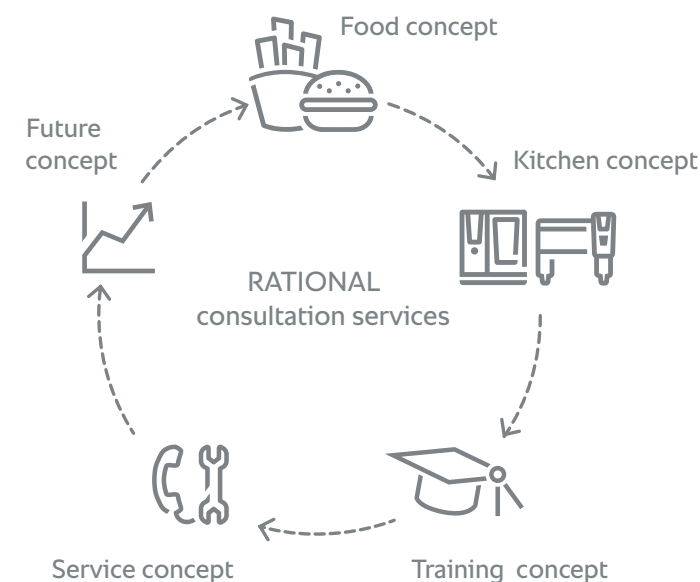 Food concept
Future
concept
Kitchen concept
RATIONAL
consultation services
Service concept
Training concept